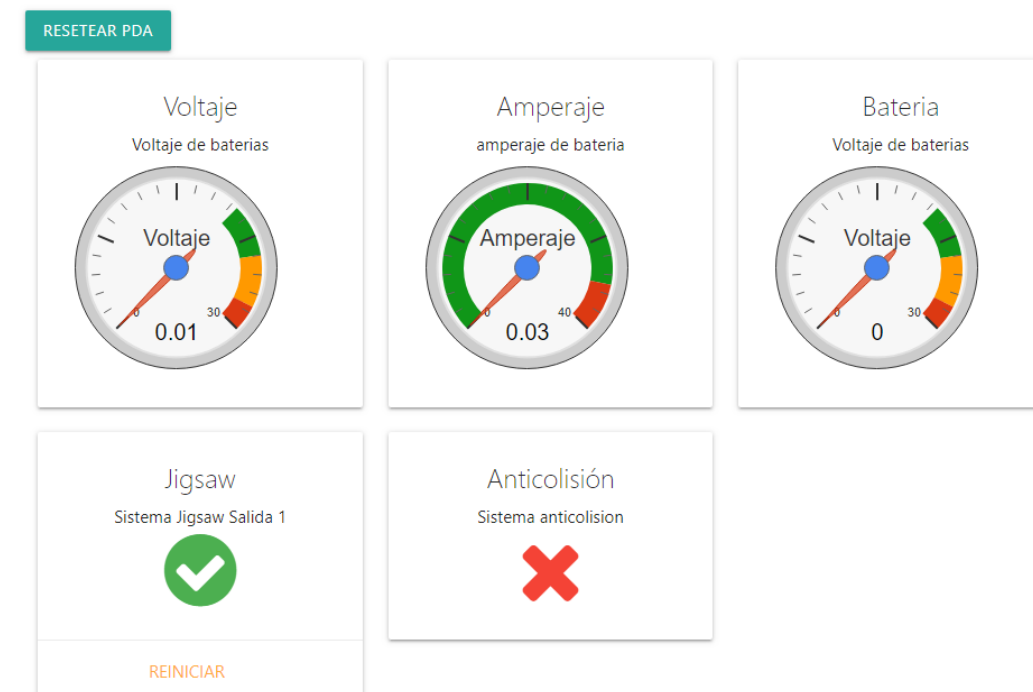 RESETEAR PDA
Voltaje
Voltaje de baterias
Voltaje
0
30
0.01
Amperaje
amperaje de bateria
Amperaje
0
40
0.03
Bateria
Voltaje de baterias
Voltaje
0
30
0
Jigsaw
Sistema Jigsaw Salida 1
REINICIAR
Anticolisión
Sistema anticolision